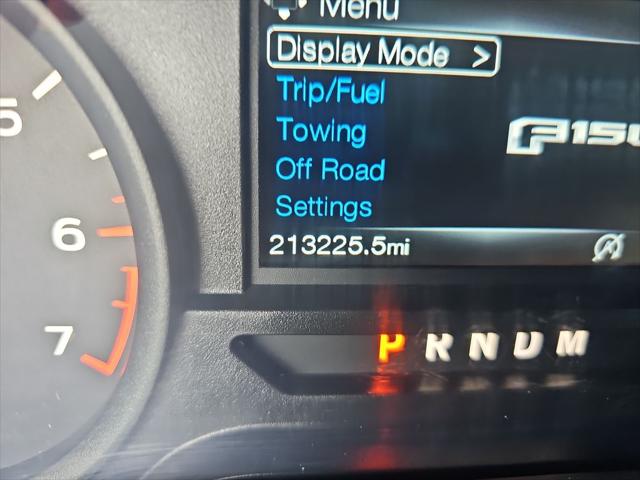 Menu
Display Mode >
Trip/Fuel
Towing
F150
Off Road
Settings
213225.5mi
5
6
7
P R N D M